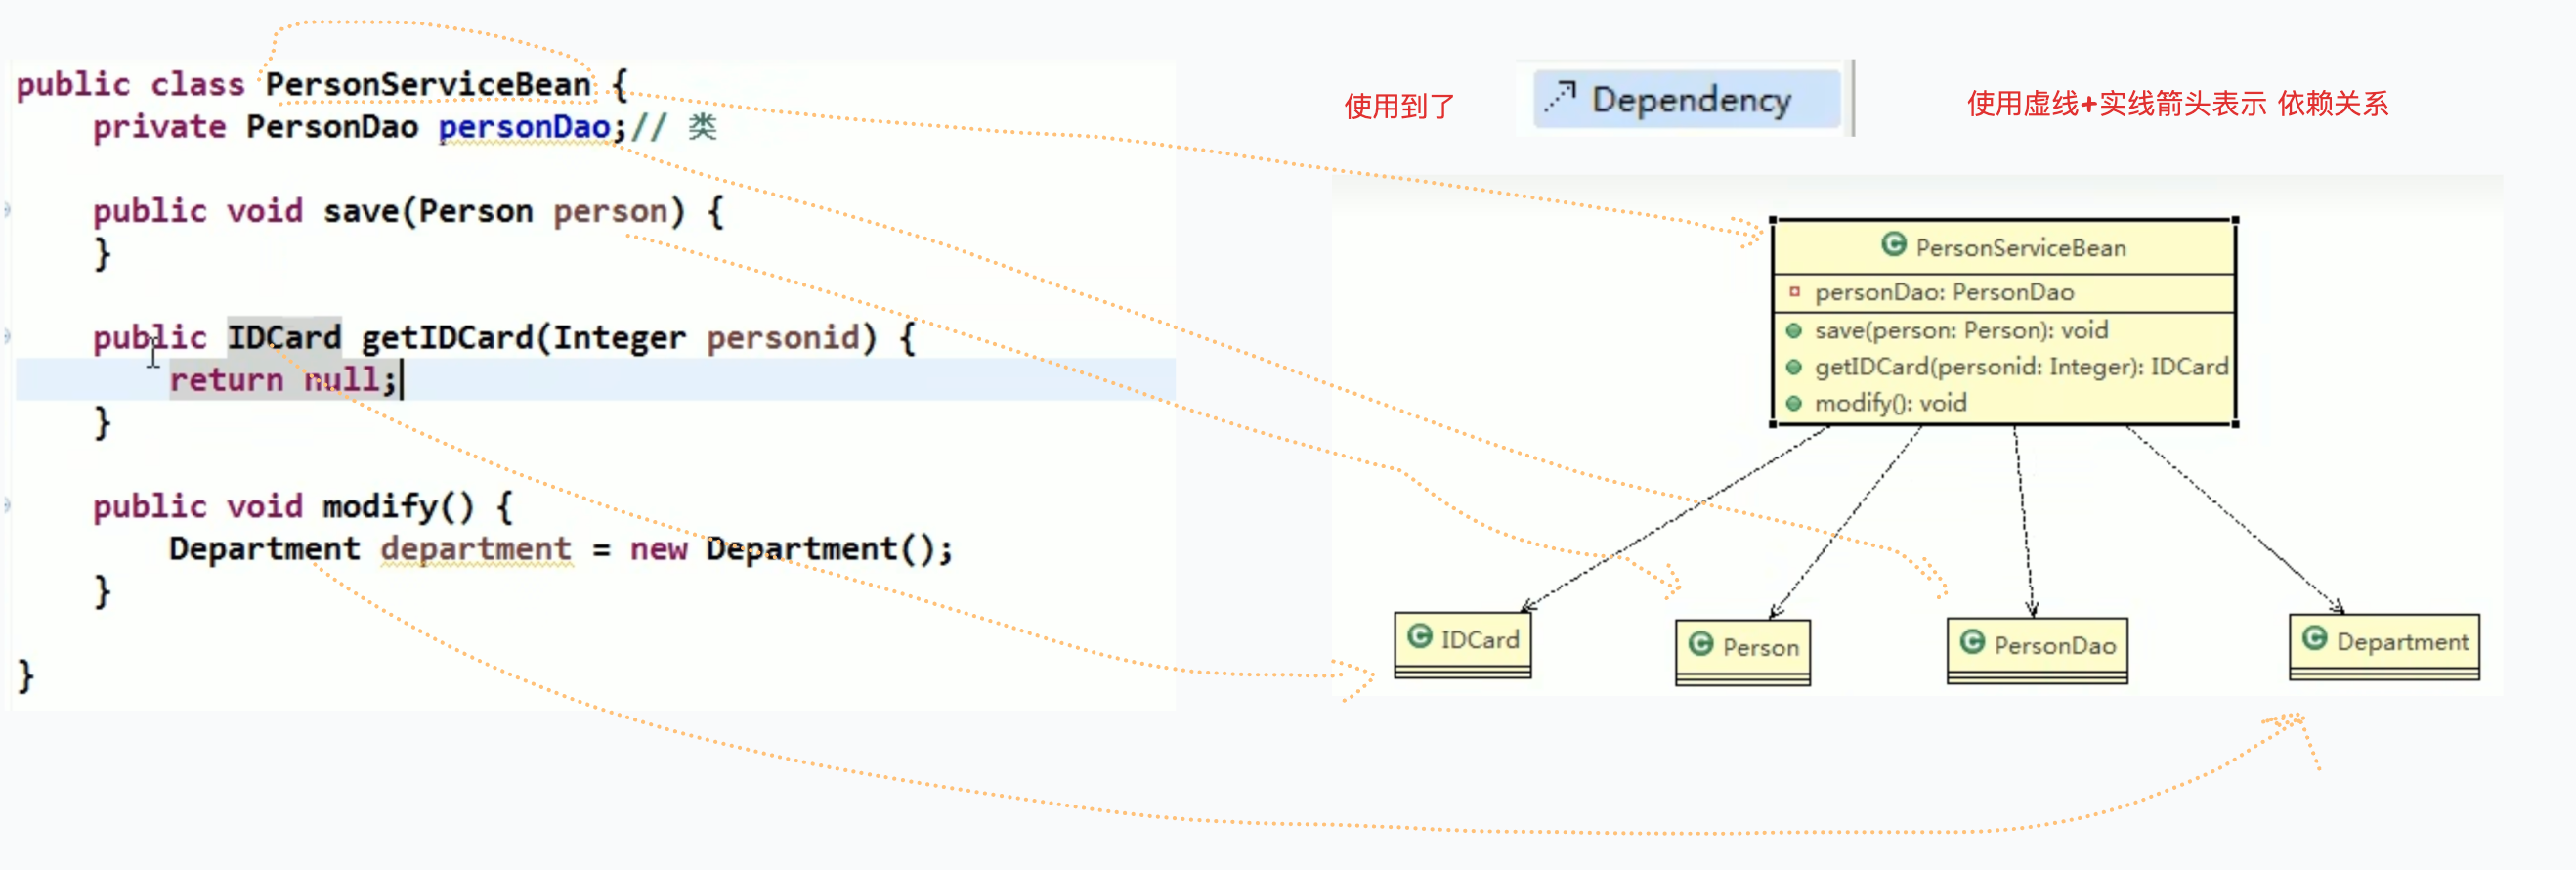 public class PersonServiceBean {
private PersonDao personDao;// 类
public void save(Person person) {
}
public IDCard getIDCard(Integer personid) {
return null;
}
public void modify() {
Department department = new Department();
}
}
使用到了
Dependency
使用虚线+实线箭头表示 依赖关系
C PersonServiceBean
personDao: PersonDao
save(person: Person): void
getIDCard(personid: Integer): IDCard
modify(): void
C IDCard
C Person
C PersonDao
C Department